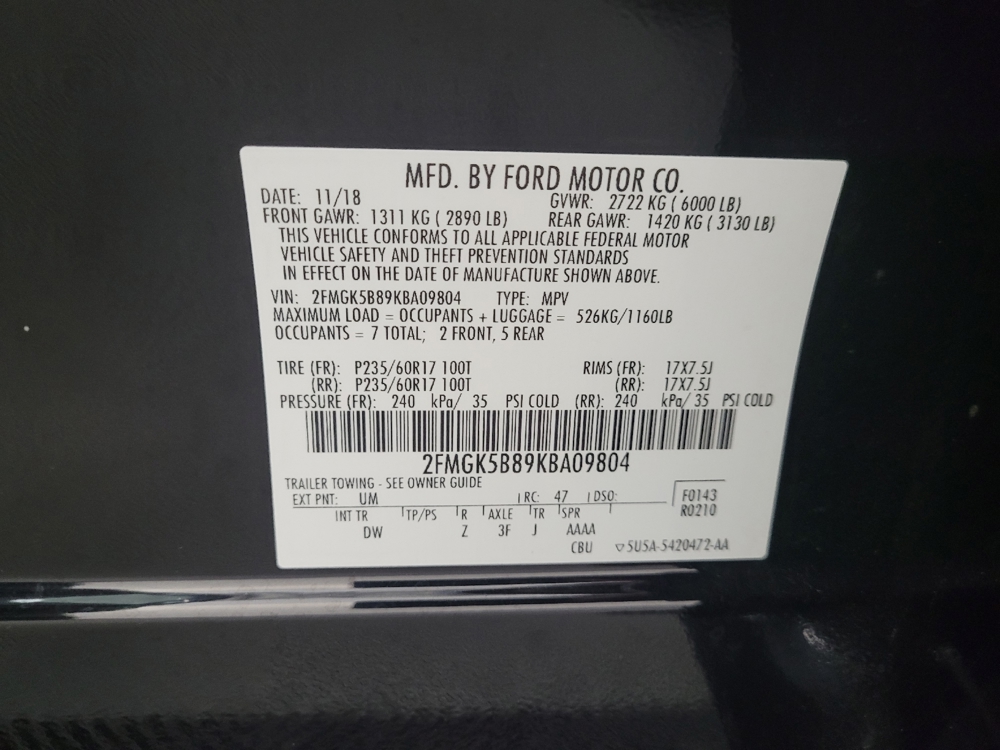 MFD. BY FORD MOTOR CO.
DATE: 11/18 GVWR: 2722 KG ( 6000 LB)
FRONT GAWR: 1311 KG ( 2890 LB) REAR GAWR: 1420 KG ( 3130 LB)
THIS VEHICLE CONFORMS TO ALL APPLICABLE FEDERAL MOTOR
VEHICLE SAFETY AND THEFT PREVENTION STANDARDS
IN EFFECT ON THE DATE OF MANUFACTURE SHOWN ABOVE.
VIN: 2FMGK5B89KBA09804 TYPE: MPV
MAXIMUM LOAD = OCCUPANTS + LUGGAGE = 526KG/1160LB
OCCUPANTS = 7 TOTAL; 2 FRONT, 5 REAR
TIRE (FR): P235/60R17 100T RIMS (FR): 17X7.5J
(RR): P235/60R17 100T (RR): 17X7.5J
PRESSURE (FR): 240 kPa/ 35 PSI COLD (RR): 240 kPa/ 35 PSI COLD
2FMGK5B89KBA09804
TRAILER TOWING - SEE OWNER GUIDE
EXT PNT: UM RC: 47 DSO: F0143
R0210
INT TR TP/PS R AXLE TR SPR
DW Z 3F J AAAA
CBU ▽5U5A-5420472-AA